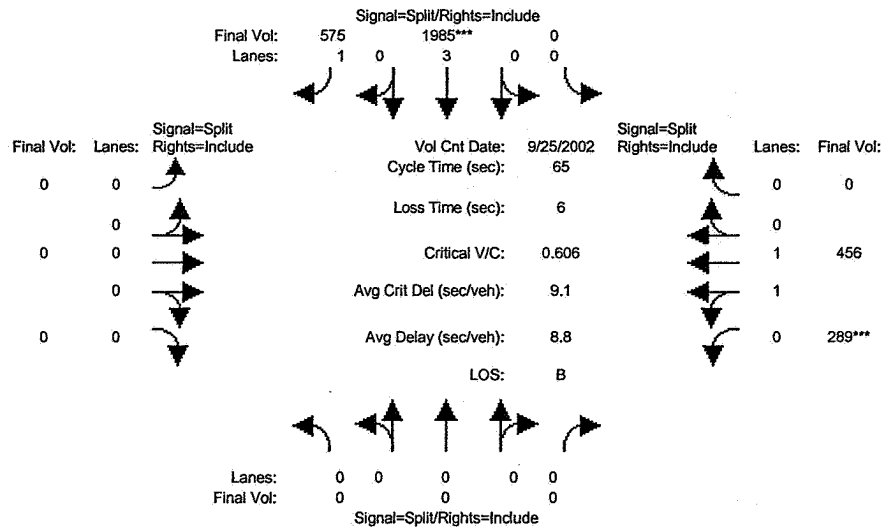 Signal=Split/Rights=Include
Final Vol: 575 1985*** 0
Lanes: 1 0 3 0 0
Signal=Split
Rights=Include
Final Vol: Lanes:
Vol Cnt Date: 9/25/2002
Signal=Split
Rights=Include
Lanes: Final Vol:
Cycle Time (sec): 65
0 0
0 0
Loss Time (sec): 6
0
0
0 0
Critical V/C: 0.606
1 456
0
Avg Crit Del (sec/veh): 9.1
1
0 0
Avg Delay (sec/veh): 8.8
0 289***
LOS: B
Lanes: 0 0 0 0 0
Final Vol: 0 0 0
Signal=Split/Rights=Include